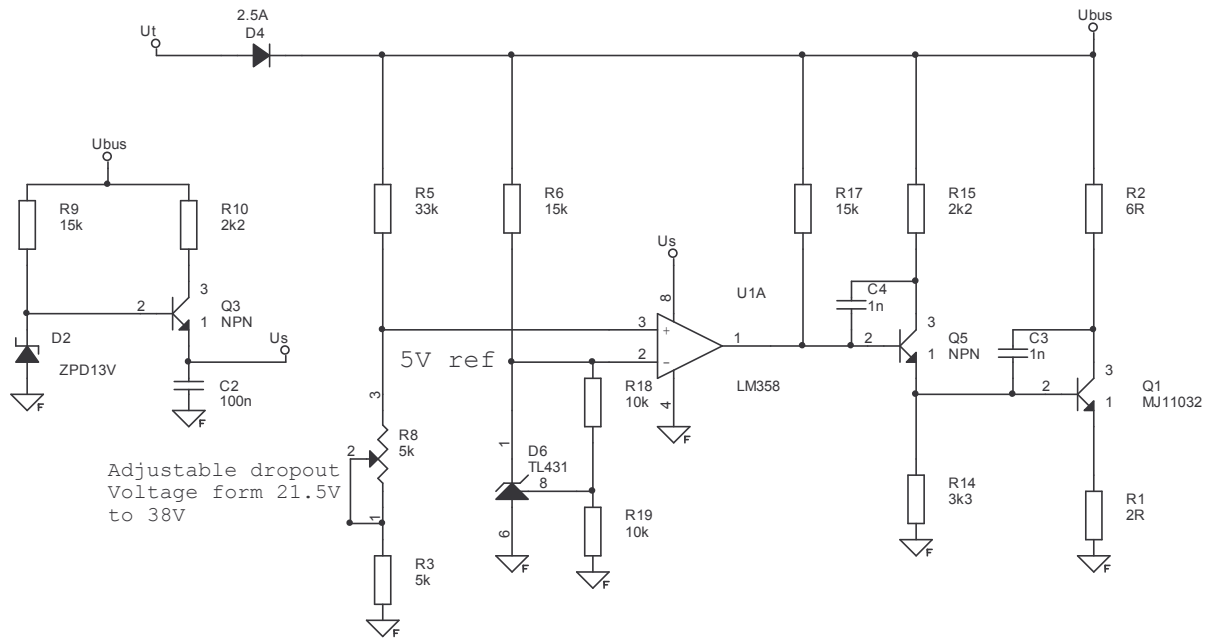 2.5A
Ut
D4
Ubus
Ubus
R9
15k
R10
2k2
R5
33k
R6
15k
R17
15k
R15
2k2
R2
6R
Us
8
U1A
C4
1n
3
2
Q3
1
NPN
D2
ZPD13V
Us
C2
100n
3
+
2
−
1
4
LM358
5V ref
2
3
Q5
1
NPN
C3
1n
2
3
1
Q1
MJ11032
R18
10k
3
2
R8
5k
1
1
D6
TL431
8
6
Adjustable dropout
Voltage form 21.5V
to 38V
R19
10k
R14
3k3
R1
2R
R3
5k
F
F
F
F
F
F
F
F